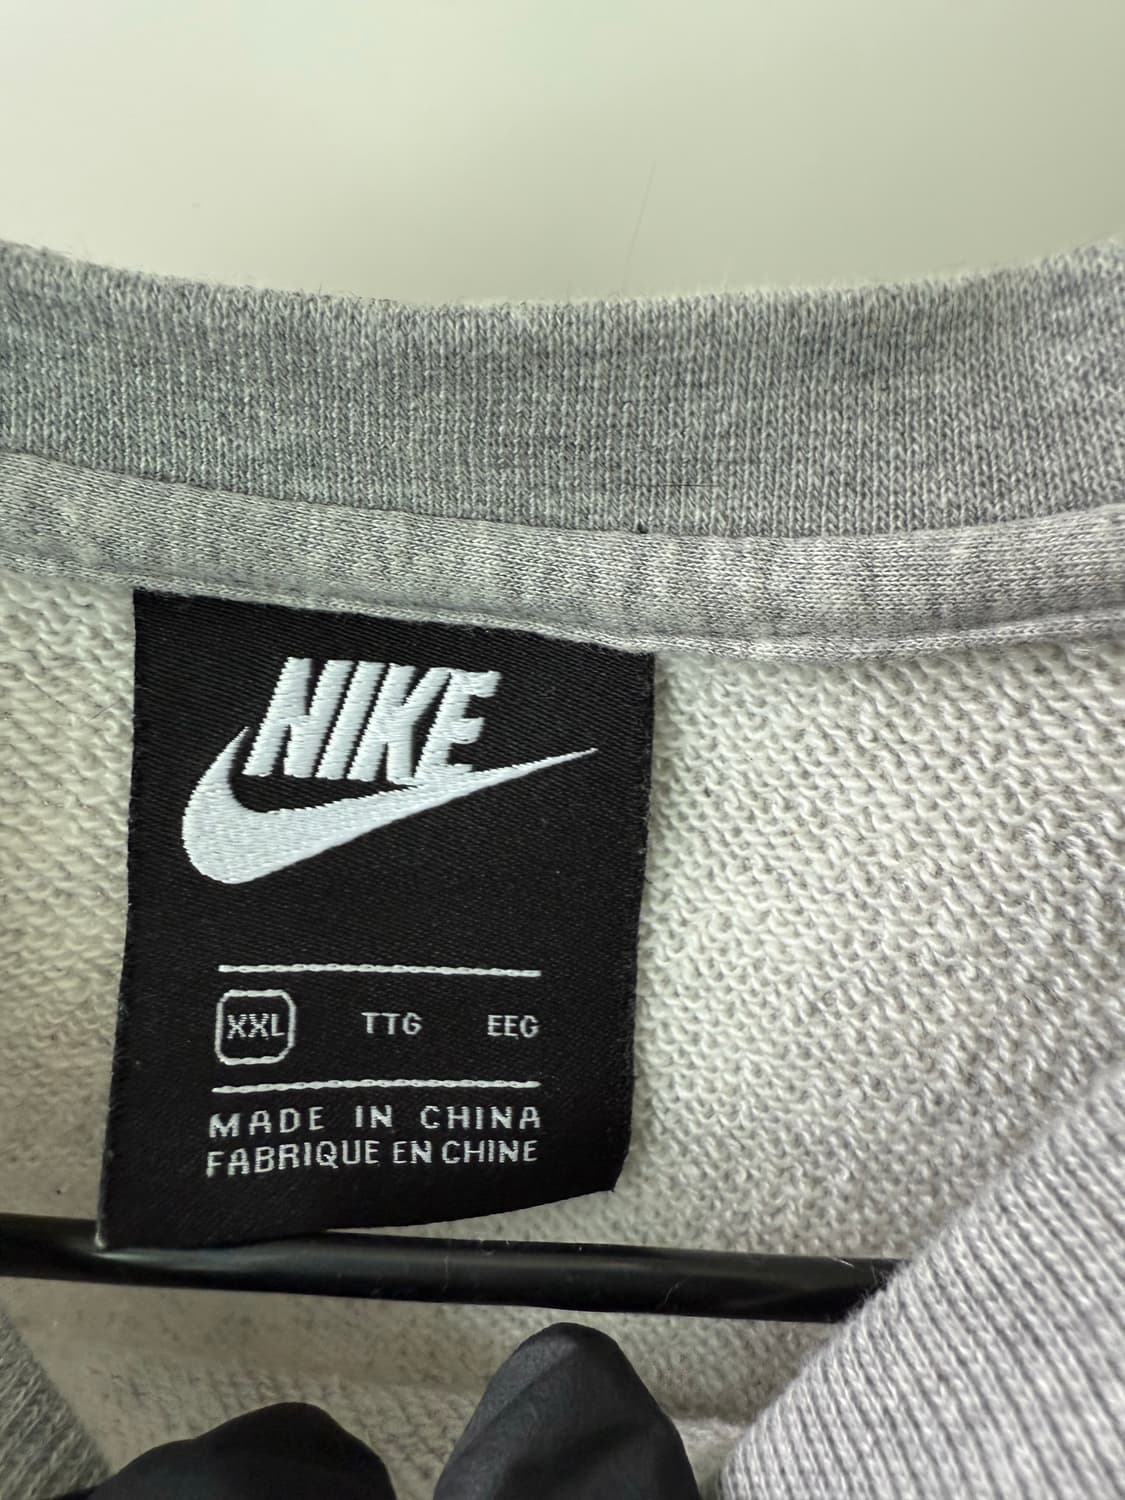 NIKE
XXL TTG EEG
MADE IN CHINA
FABRIQUE EN CHINE